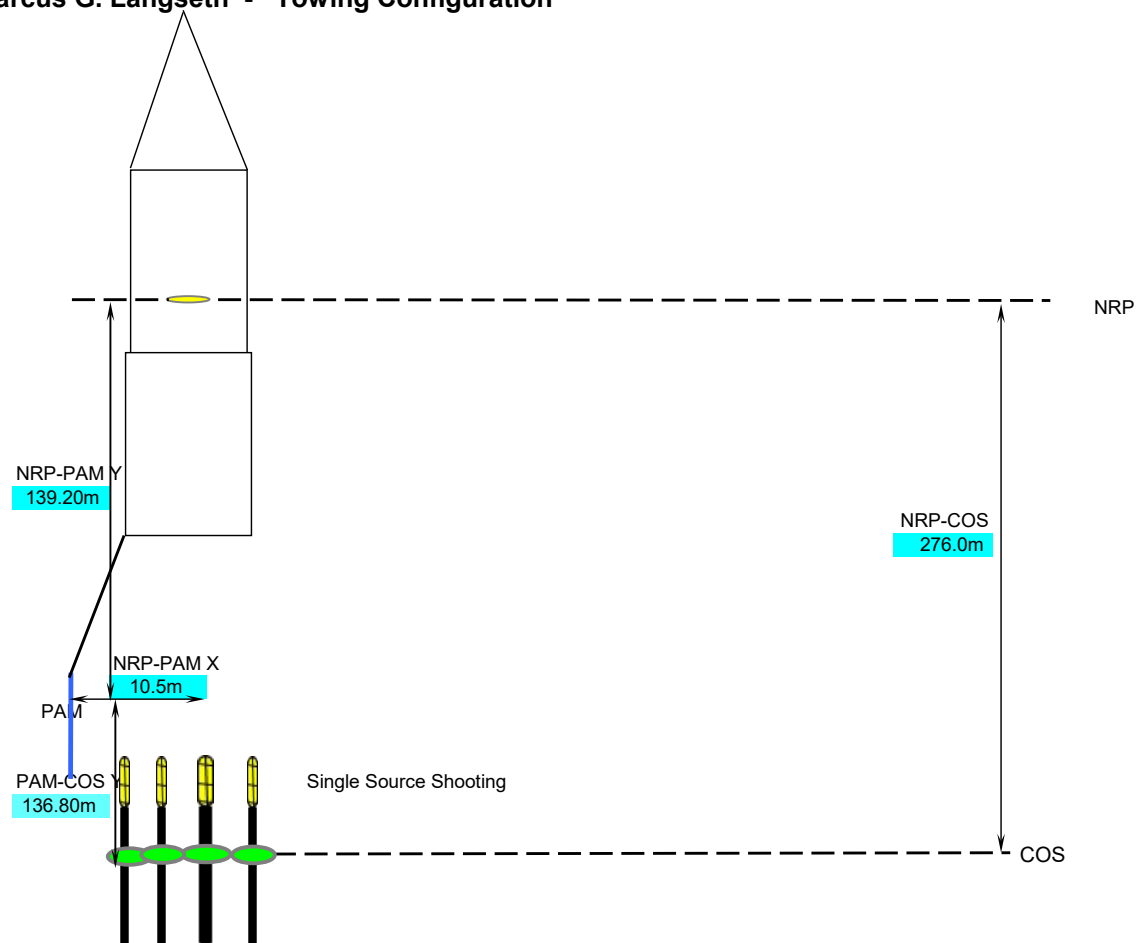 Langseth - Towing Configuration
NRP
NRP-PAM Y
139.20m
NRP-COS
276.0m
NRP-PAM X
10.5m
PAM
PAM-COS Y
136.80m
Single Source Shooting
COS